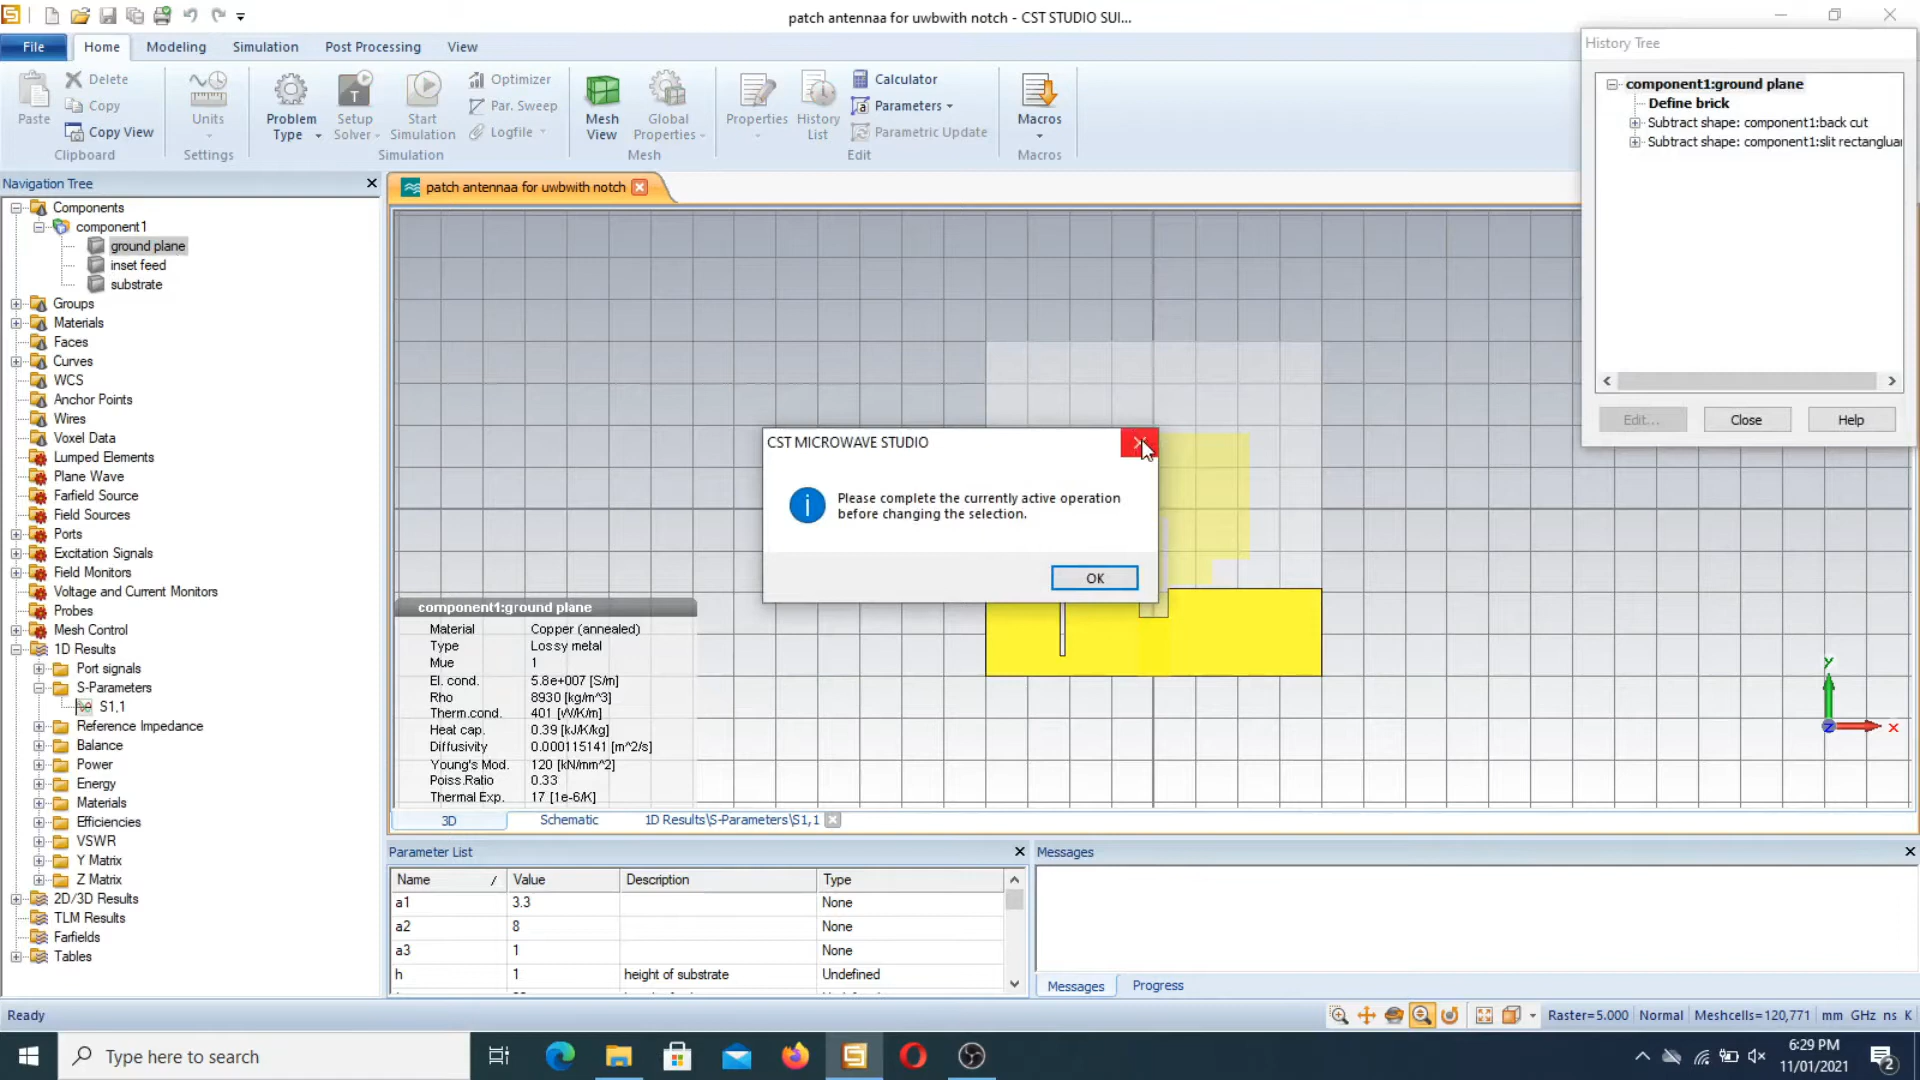 patch antennaa for uwbwith notch - CST STUDIO SUI...
File
Home
Modeling
Simulation
Post Processing
View
Paste
Delete
Copy
Copy View
Clipboard
Units
Settings
Problem Type
Setup Solver
Start Simulation
Optimizer
Par. Sweep
Logfile
Simulation
Mesh View
Global Properties
Mesh
Properties
History List
Calculator
Parameters
Parametric Update
Edit
Macros
Macros
History Tree
component1:ground plane
Define brick
Subtract shape: component1:back cut
Subtract shape: component1:slit rectangluar
Edit...
Close
Help
Navigation Tree
Components
component1
ground plane
inset feed
substrate
Groups
Materials
Faces
Curves
WCS
Anchor Points
Wires
Voxel Data
Lumped Elements
Plane Wave
Farfield Source
Field Sources
Ports
Excitation Signals
Field Monitors
Voltage and Current Monitors
Probes
Mesh Control
1D Results
Port signals
S-Parameters
S1,1
Reference Impedance
Balance
Power
Energy
Materials
Efficiencies
VSWR
Y Matrix
Z Matrix
2D/3D Results
TLM Results
Farfields
Tables
patch antennaa for uwbwith notch
CST MICROWAVE STUDIO
Please complete the currently active operation
before changing the selection.
OK
component1:ground plane
Material Copper (annealed)
Type Lossy metal
Mue 1
El. cond. 5.8e+007 [S/m]
Rho 8930 [kg/m^3]
Therm.cond. 401 [W/K/m]
Heat cap. 0.39 [kJ/K/kg]
Diffusivity 0.000115141 [m^2/s]
Young's Mod. 120 [kN/mm^2]
Poiss.Ratio 0.33
Thermal Exp. 17 [1e-6/K]
y
x
z
3D
Schematic
1D Results\S-Parameters\S1,1
Parameter List
Name / Value Description Type
a1 3.3 None
a2 8 None
a3 1 None
h 1 height of substrate Undefined
Messages
Messages
Progress
Ready
Raster=5.000 Normal Meshcells=120,771 mm GHz ns K
Type here to search
6:29 PM
11/01/2021
2